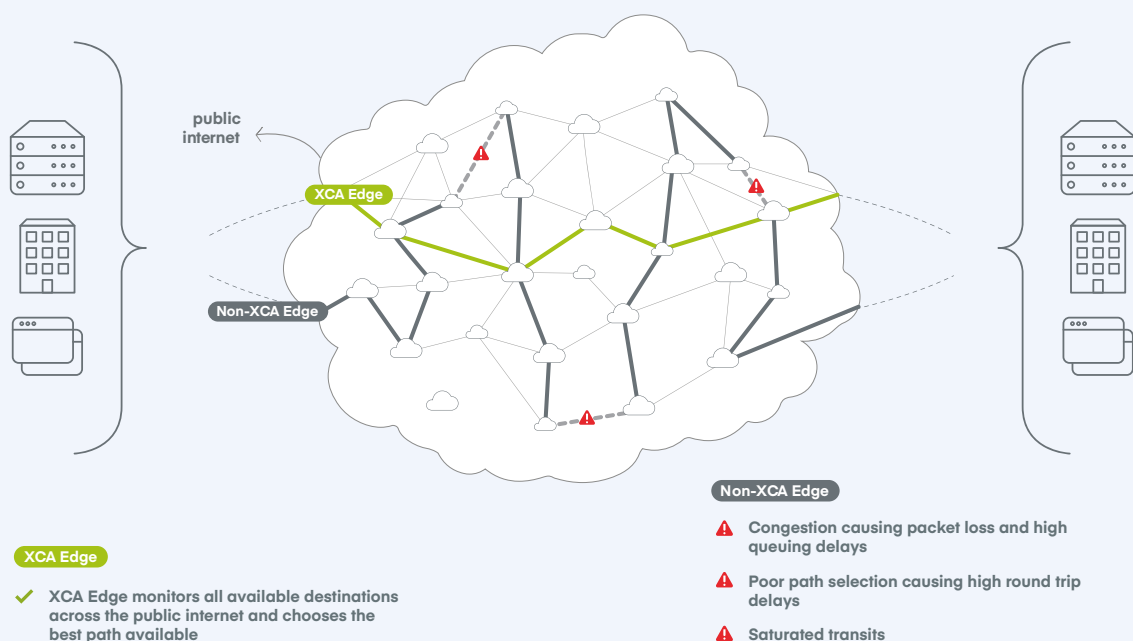 public
internet
XCA Edge
Non-XCA Edge
Non-XCA Edge
Congestion causing packet loss and high
queuing delays
Poor path selection causing high round trip
delays
Saturated transits
XCA Edge
XCA Edge monitors all available destinations
across the public internet and chooses the
best path available